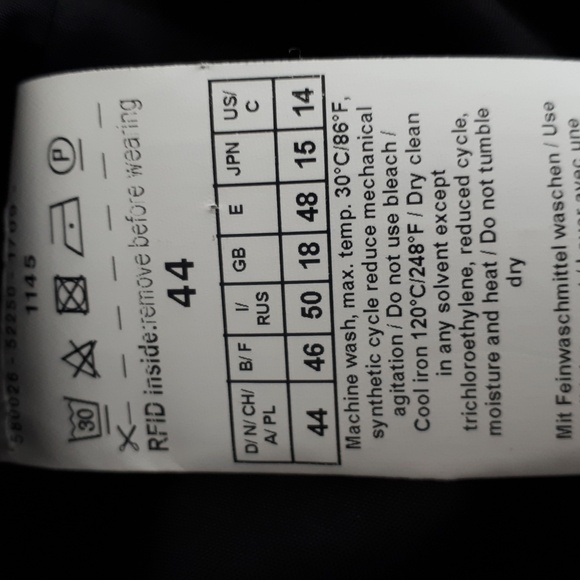 1145
30
P
RFID inside:remove before wearing
44
D/ N/ CH/ A/ PL B/ F I/ RUS GB E JPN US/ C
44 46 50 18 48 15 14
Machine wash, max. temp. 30°C/86°F,
synthetic cycle reduce mechanical
agitation / Do not use bleach /
Cool iron 120°C/248°F / Dry clean
in any solvent except
trichloroethylene, reduced cycle,
moisture and heat / Do not tumble
dry
Mit Feinwaschmittel waschen / Use
avec une